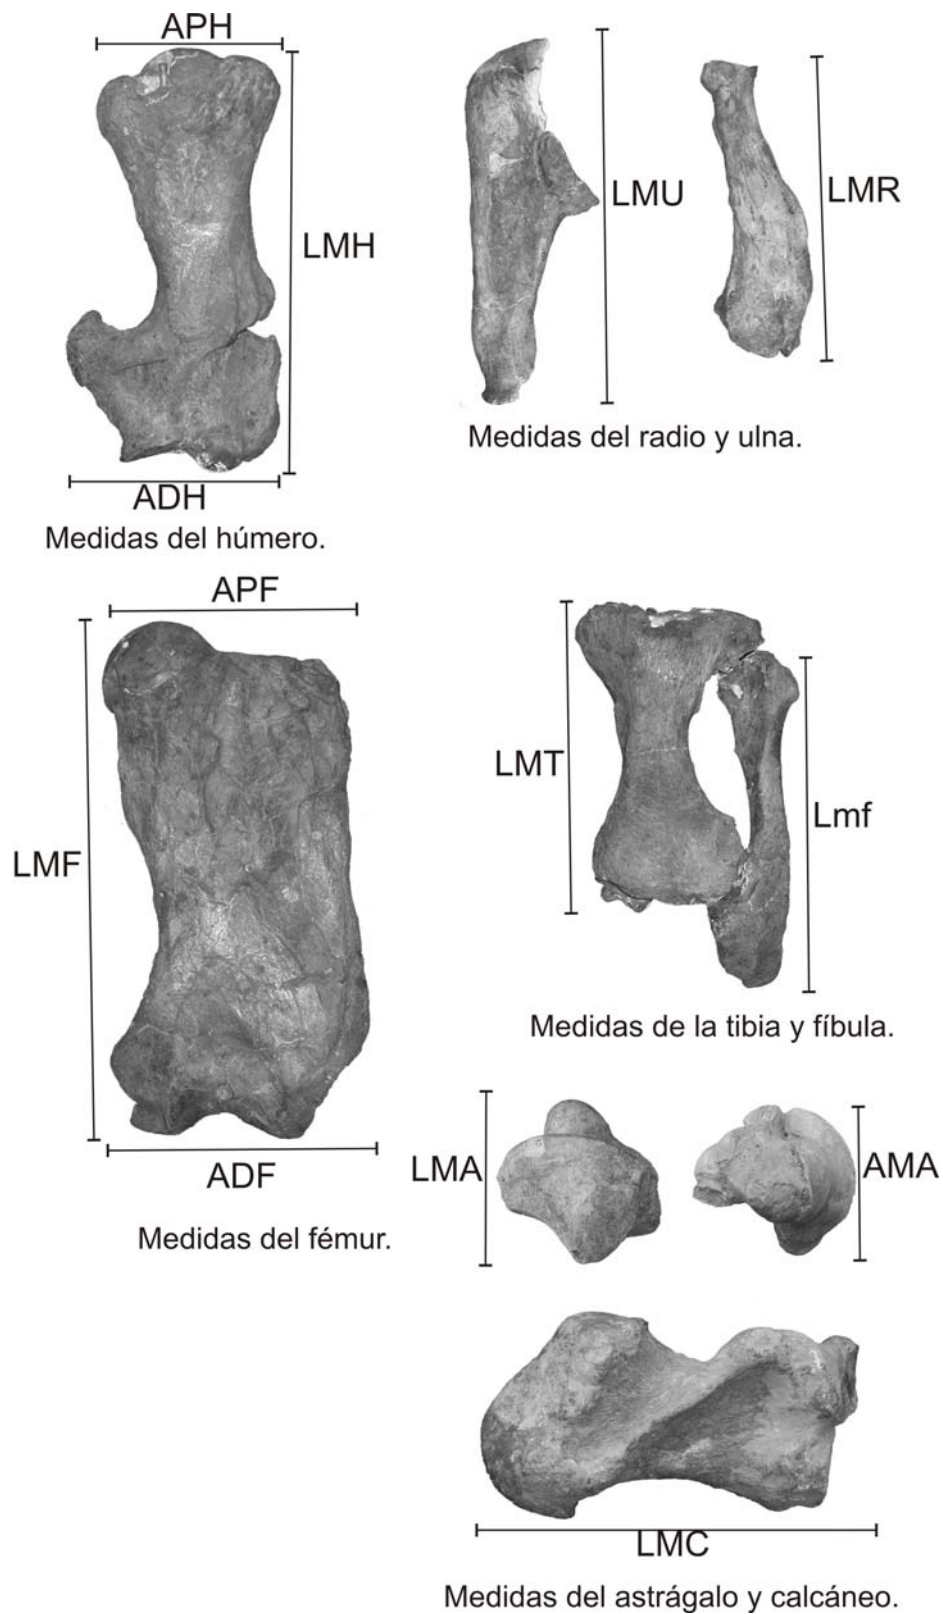 APH
LMH
ADH
Medidas del húmero.
LMU
LMR
Medidas del radio y ulna.
APF
LMF
ADF
Medidas del fémur.
LMT
Lmf
Medidas de la tibia y fíbula.
LMA
AMA
LMC
Medidas del astrágalo y calcáneo.